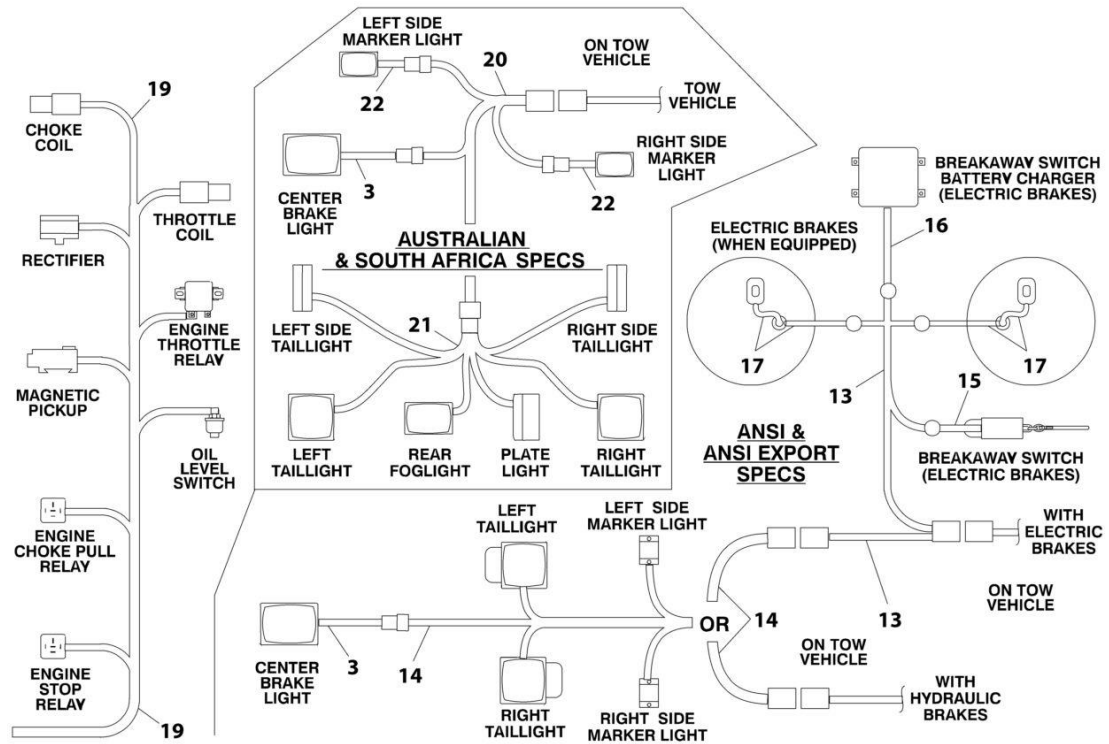 19
CHOKE
COIL
THROTTLE
COIL
RECTIFIER
ENGINE
THROTTLE
RELAY
MAGNETIC
PICKUP
OIL
LEVEL
SWITCH
ENGINE
CHOKE PULL
RELAY
ENGINE
STOP
RELAY
19
LEFT SIDE
MARKER LIGHT
22
20
ON TOW
VEHICLE
TOW
VEHICLE
RIGHT SIDE
MARKER
LIGHT
22
CENTER
BRAKE
LIGHT
3
AUSTRALIAN
& SOUTH AFRICA SPECS
LEFT SIDE
TAILLIGHT
21
RIGHT SIDE
TAILLIGHT
LEFT
TAILLIGHT
REAR
FOGLIGHT
PLATE
LIGHT
RIGHT
TAILLIGHT
BREAKAWAY SWITCH
BATTERY CHARGER
(ELECTRIC BRAKES)
16
ELECTRIC BRAKES
(WHEN EQUIPPED)
17
17
13
15
BREAKAWAY SWITCH
(ELECTRIC BRAKES)
ANSI &
ANSI EXPORT
SPECS
LEFT
TAILLIGHT
LEFT SIDE
MARKER LIGHT
WITH
ELECTRIC
BRAKES
ON TOW
VEHICLE
13
14
OR
CENTER
BRAKE
LIGHT
3
14
RIGHT
TAILLIGHT
RIGHT SIDE
MARKER LIGHT
ON TOW
VEHICLE
WITH
HYDRAULIC
BRAKES